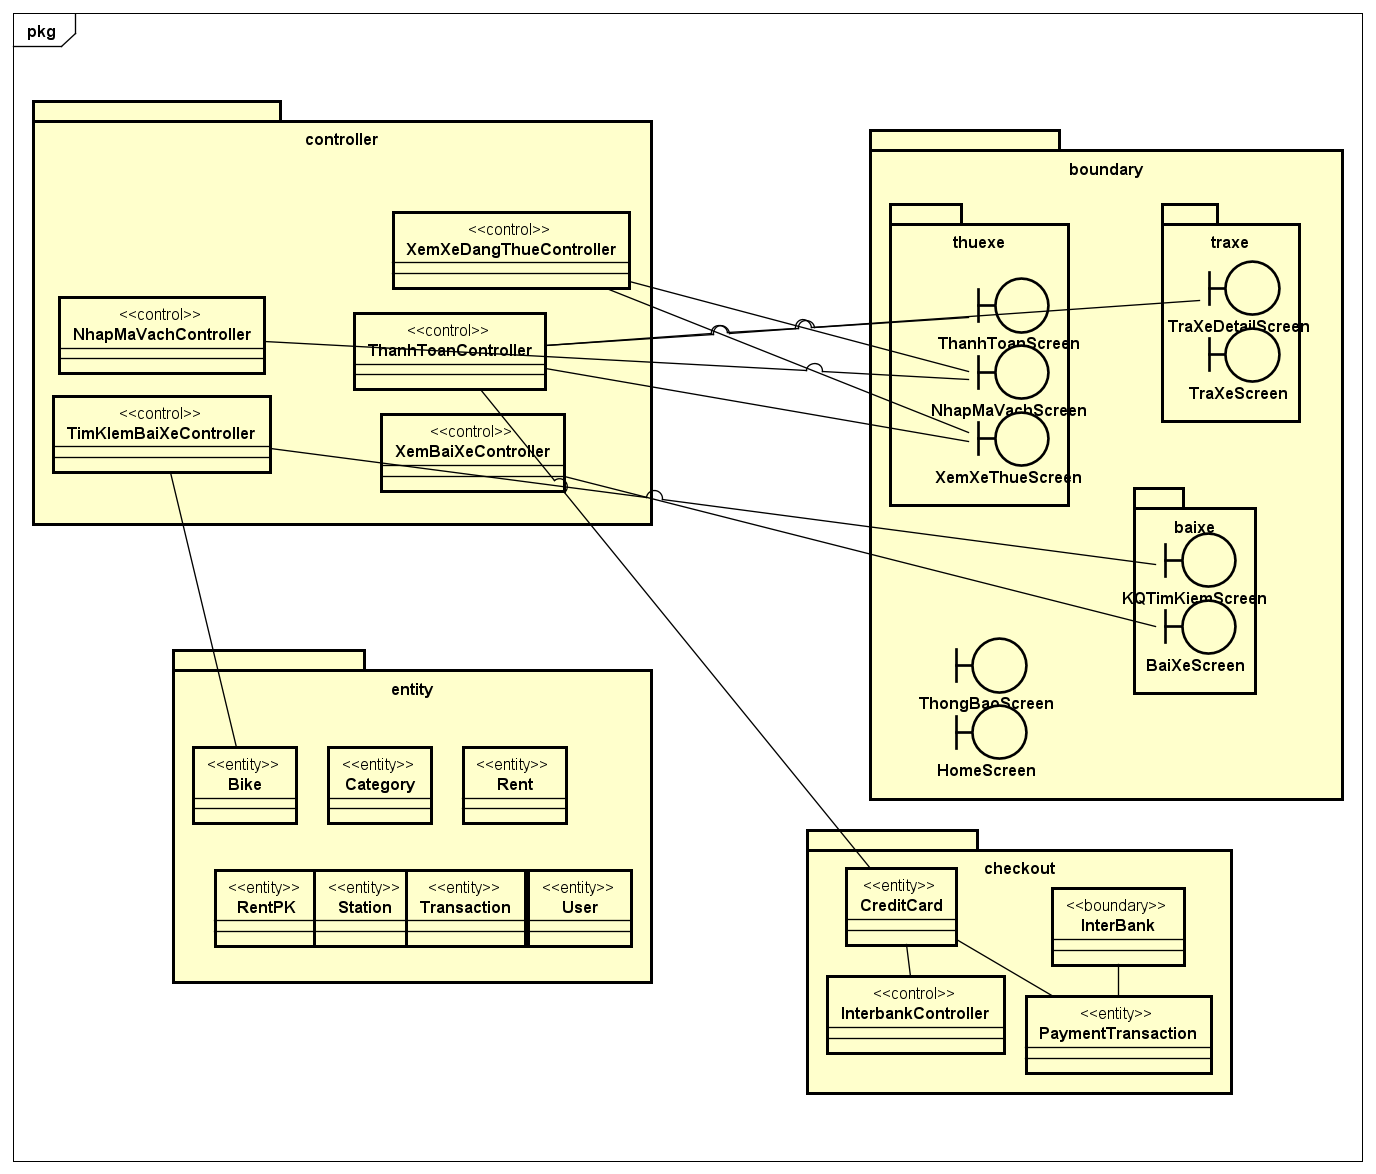 pkg
controller
<<control>>
XemXeDangThueController
<<control>>
NhapMaVachController
<<control>>
ThanhToanController
<<control>>
TimKIemBaiXeController
<<control>>
XemBaiXeController
boundary
thuexe
ThanhToanScreen
NhapMaVachScreen
XemXeThueScreen
traxe
TraXeDetailScreen
TraXeScreen
baixe
KQTimKiemScreen
BaiXeScreen
ThongBaoScreen
HomeScreen
entity
<<entity>>
Bike
<<entity>>
Category
<<entity>>
Rent
<<entity>>
RentPK
<<entity>>
Station
<<entity>>
Transaction
<<entity>>
User
checkout
<<entity>>
CreditCard
<<boundary>>
InterBank
<<control>>
InterbankController
<<entity>>
PaymentTransaction